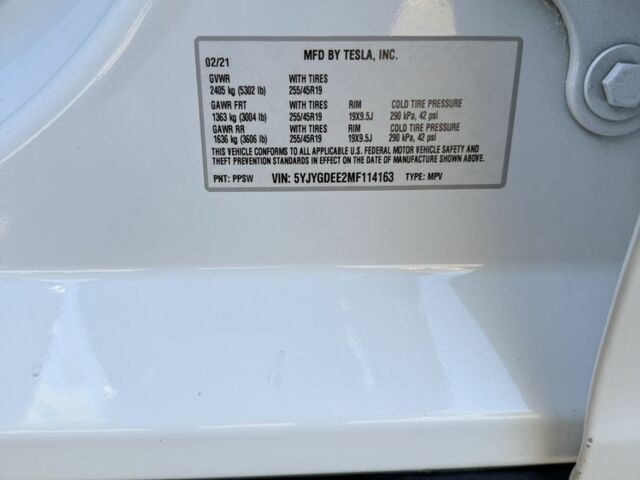 02/21 MFD BY TESLA, INC.
GVWR WITH TIRES
2405 kg (5302 lb) 255/45R19
GAWR FRT WITH TIRES RIM COLD TIRE PRESSURE
1363 kg (3004 lb) 255/45R19 19X9.5J 290 kPa, 42 psi
GAWR RR WITH TIRES RIM COLD TIRE PRESSURE
1636 kg (3606 lb) 255/45R19 19X9.5J 290 kPa, 42 psi
THIS VEHICLE CONFORMS TO ALL APPLICABLE U.S. FEDERAL MOTOR VEHICLE SAFETY AND
THEFT PREVENTION STANDARDS IN EFFECT ON THE DATE OF MANUFACTURE SHOWN ABOVE.
PNT: PPSW VIN: 5YJYGDEE2MF114163 TYPE: MPV